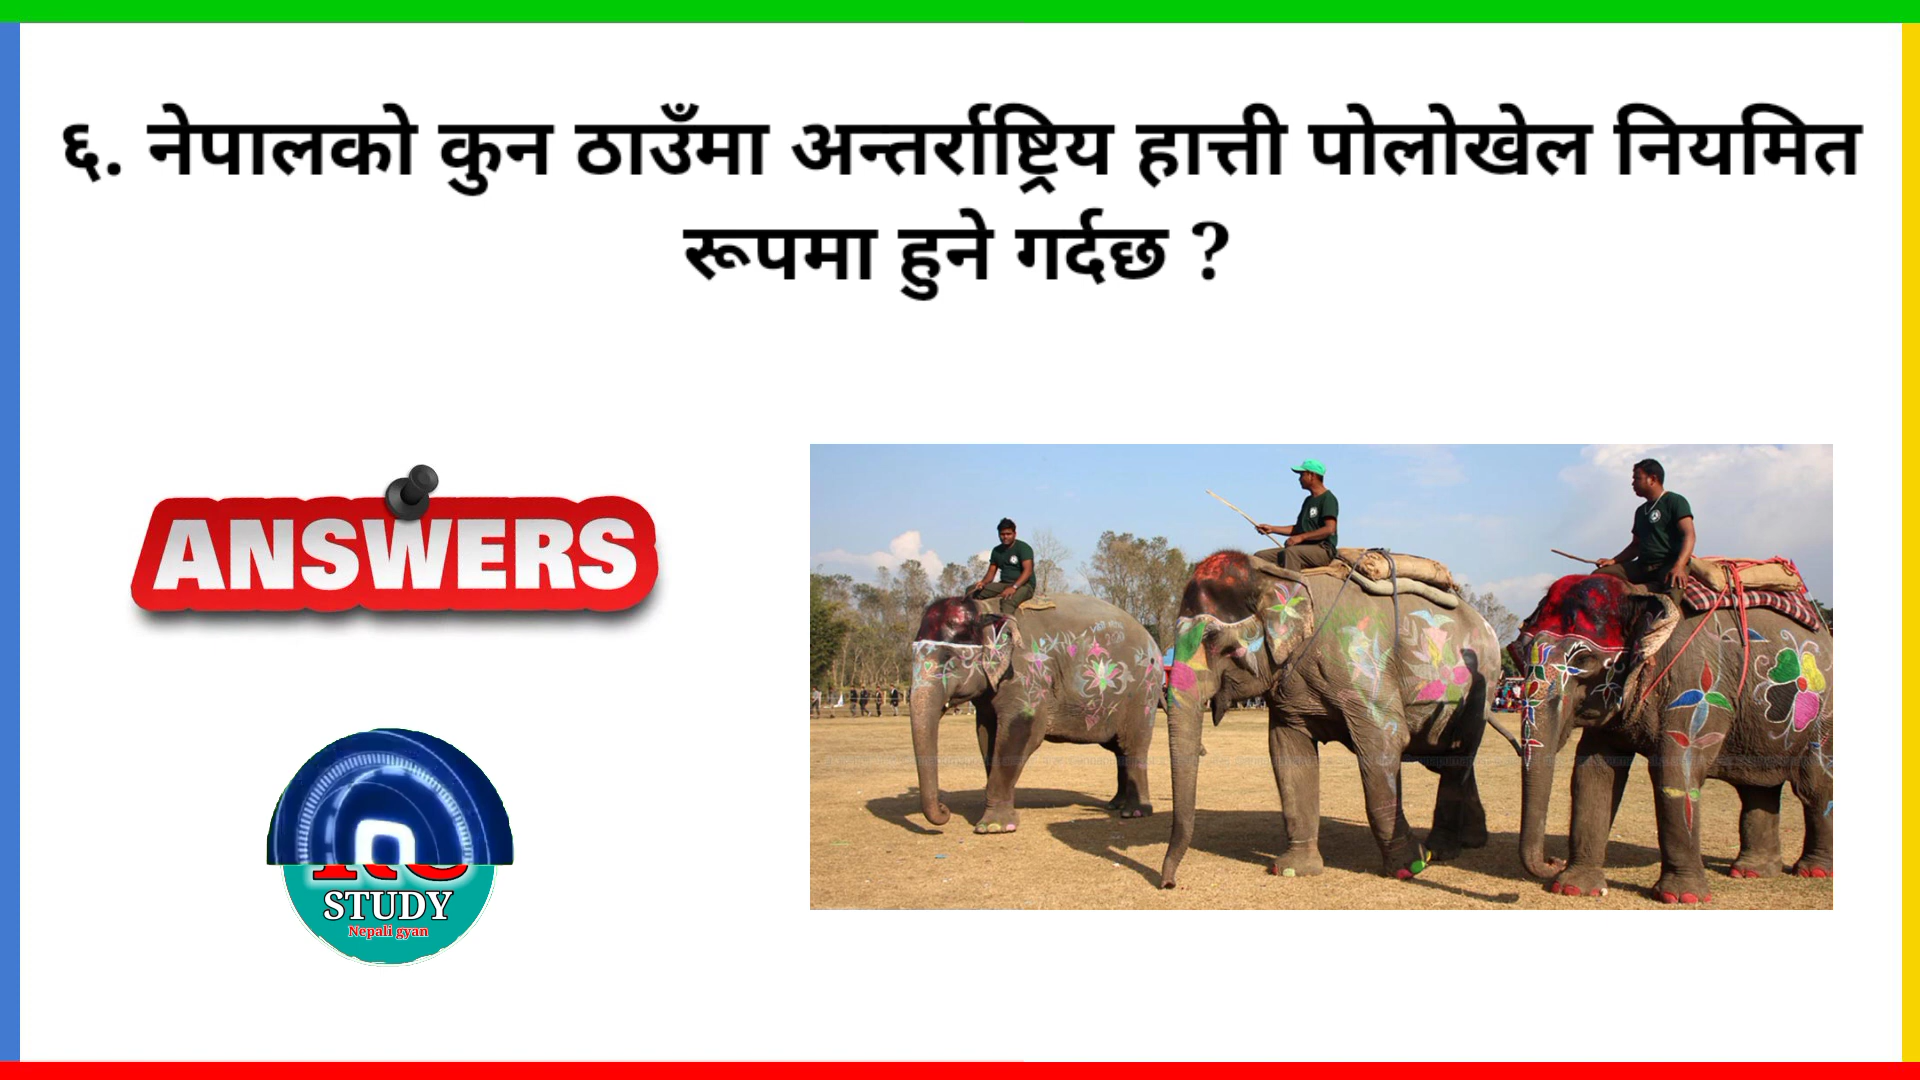 ६. नेपालको कुन ठाउँमा अन्तर्राष्ट्रिय हात्ती पोलोखेल नियमित
रूपमा हुने गर्दछ ?
ANSWERS
STUDY
Nepali gyan